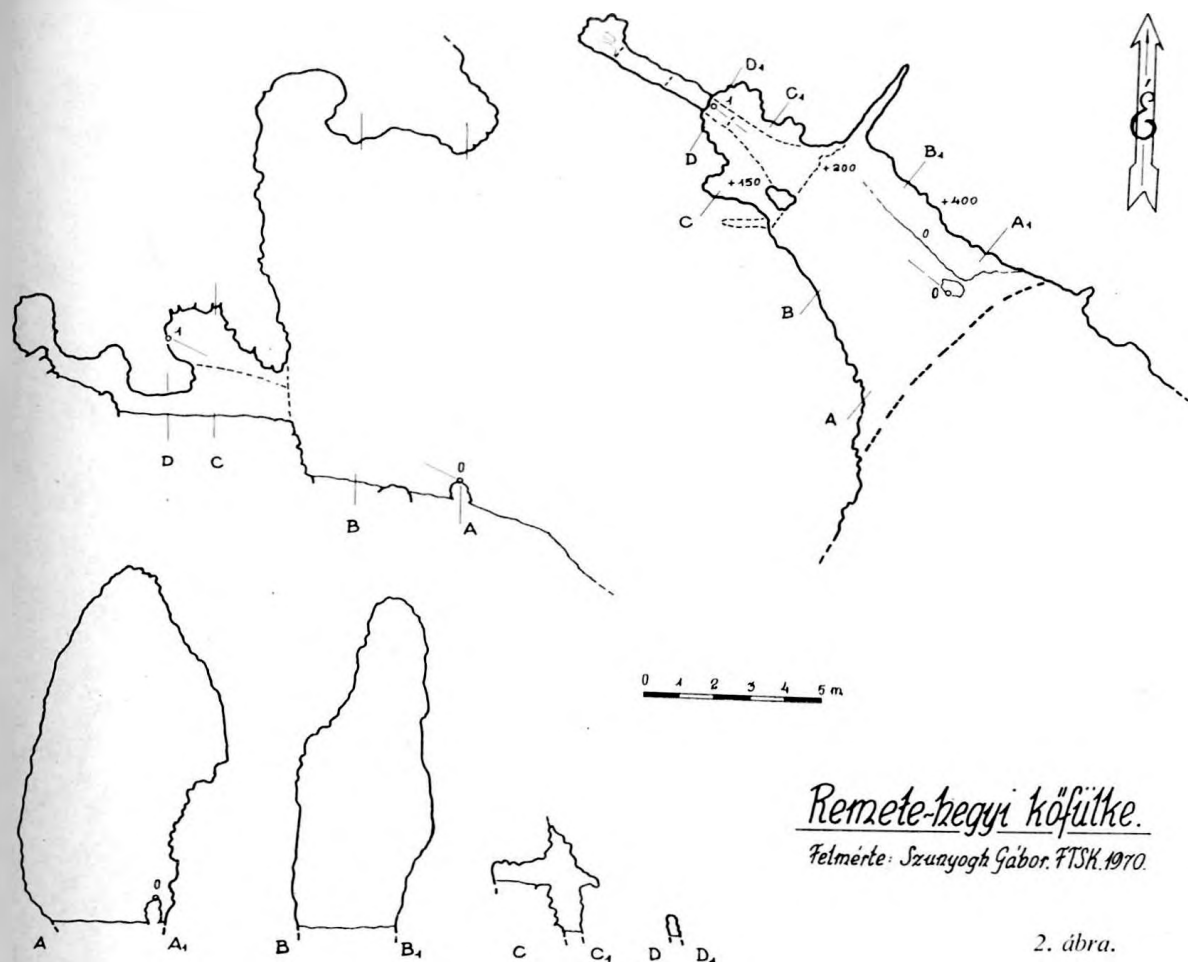 D₁
1
C₁
É
D
B₁
+200
+150
+400
C
A₁
0
0
B
1
A
D C
0
B A
0 1 2 3 4 5 m
Remete-hegyi kőfülke.
Felmérte: Szunyogh Gábor. FTSK. 1970.
0
A A₁ B B₁ C C₁ D D₁
2. ábra.